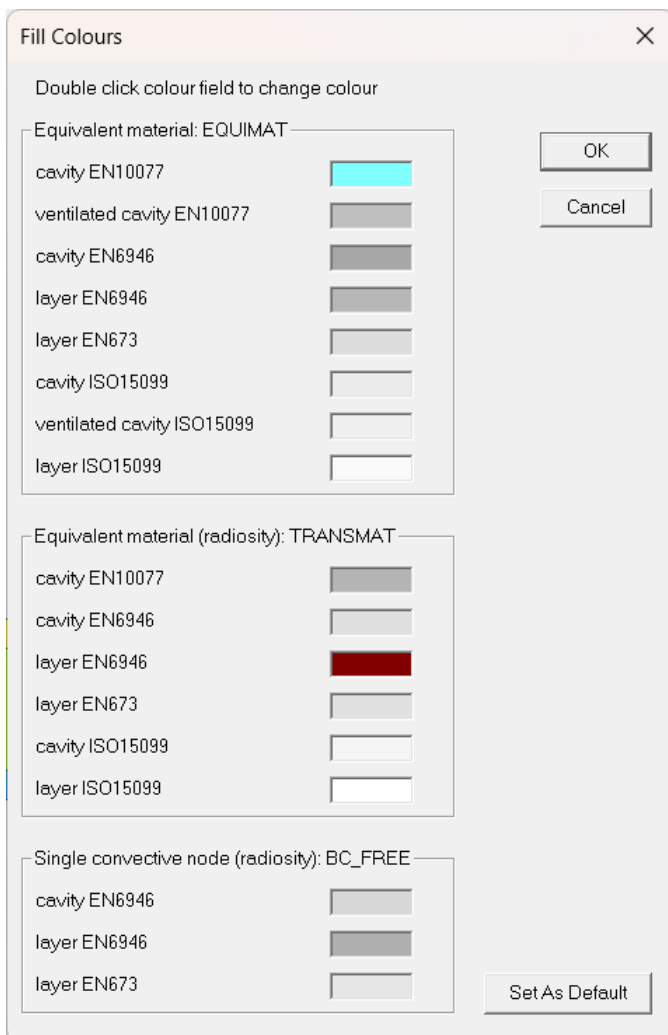 Fill Colours
Double click colour field to change colour
Equivalent material: EQUIMAT
OK
cavity EN10077
Cancel
ventilated cavity EN10077
cavity EN6946
layer EN6946
layer EN673
cavity ISO15099
ventilated cavity ISO15099
layer ISO15099
Equivalent material (radiosity): TRANSMAT
cavity EN10077
cavity EN6946
layer EN6946
layer EN673
cavity ISO15099
layer ISO15099
Single convective node (radiosity): BC_FREE
cavity EN6946
layer EN6946
layer EN673
Set As Default